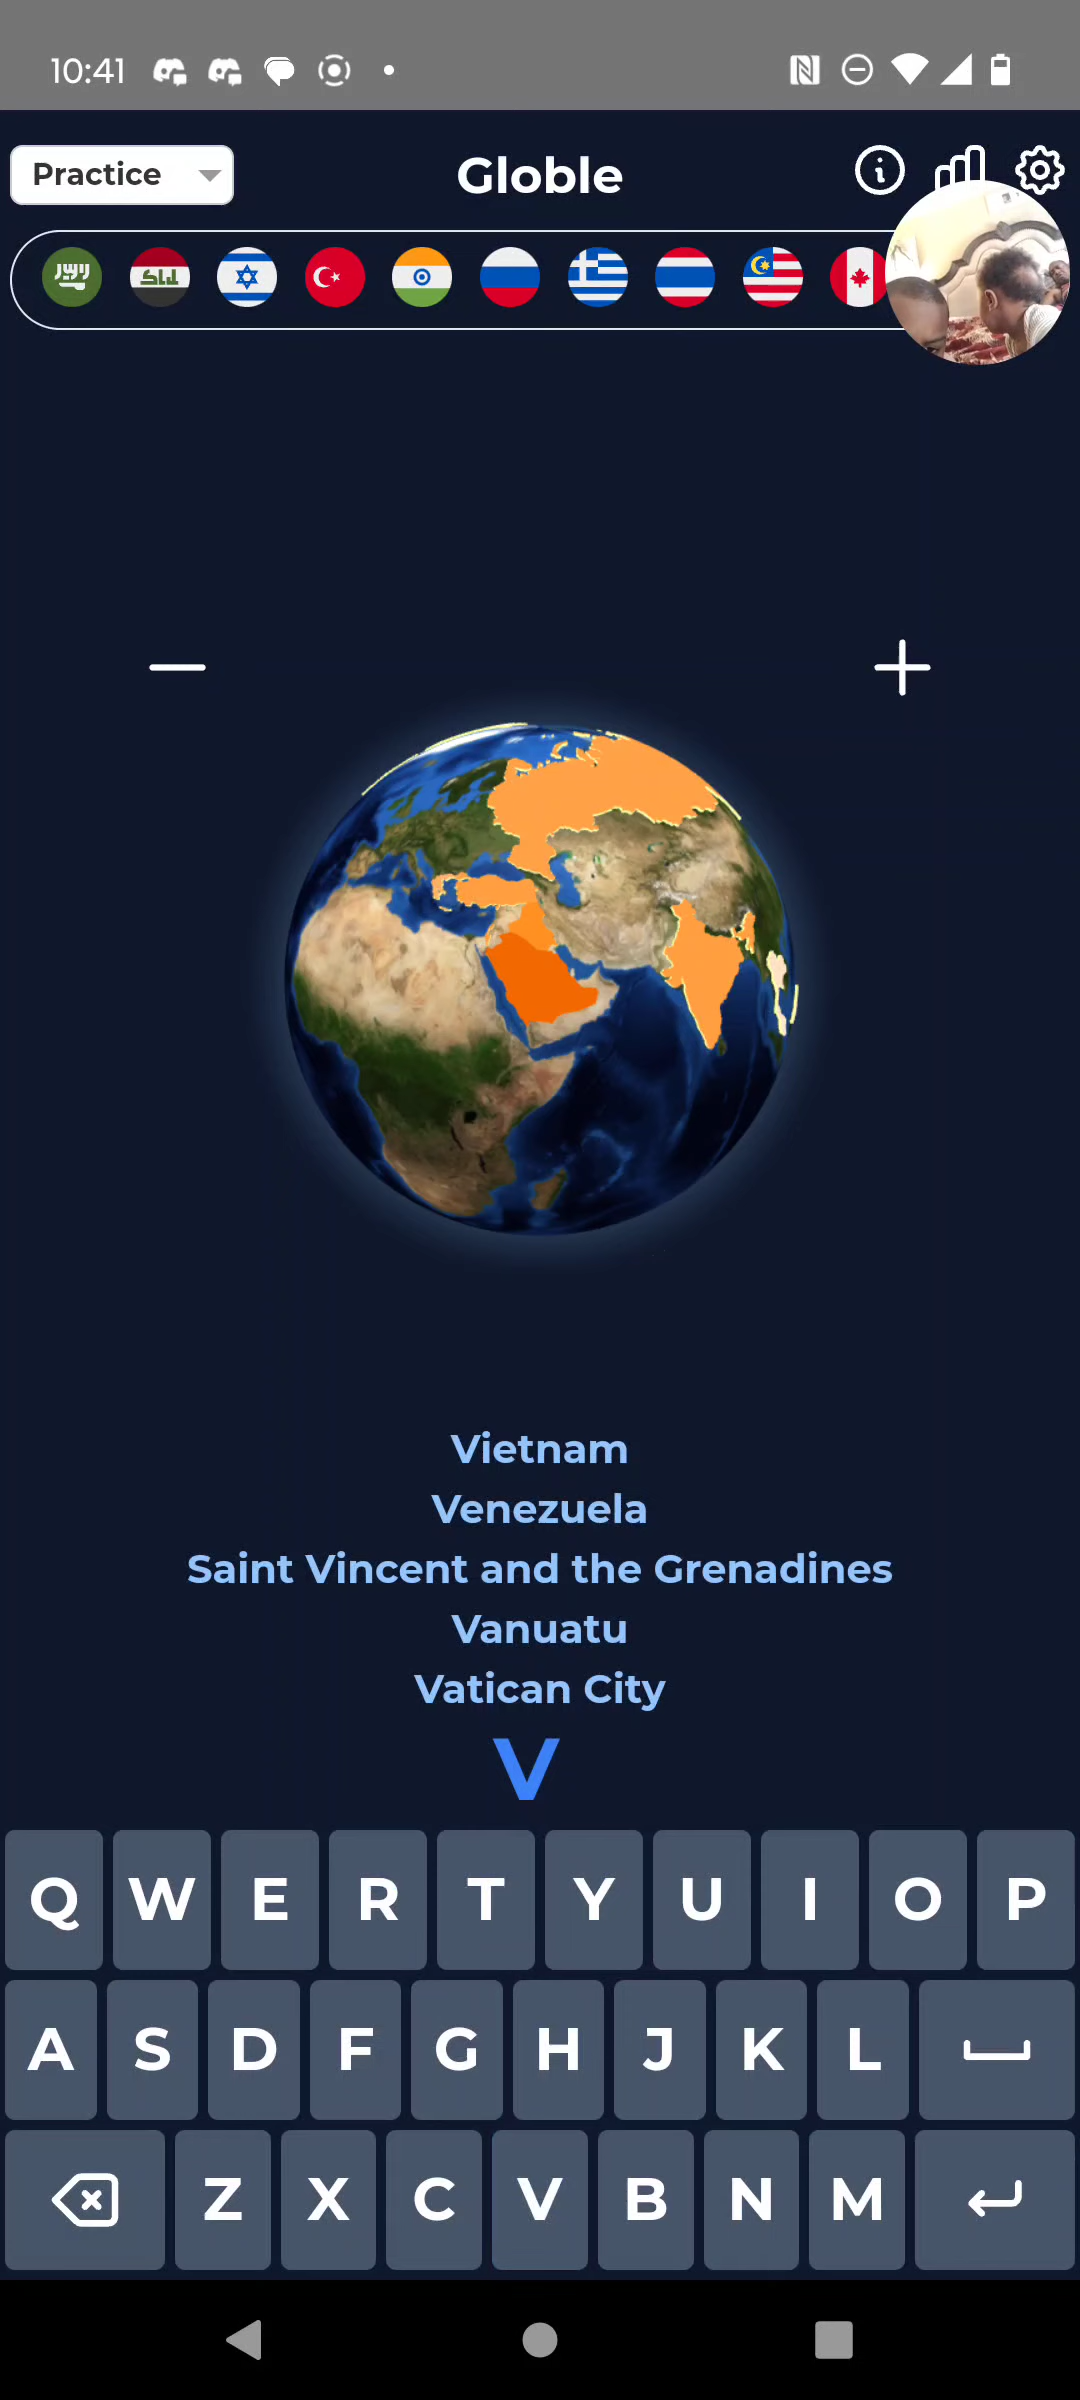 10:41
Practice
Globle
Vietnam
Venezuela
Saint Vincent and the Grenadines
Vanuatu
Vatican City
V
Q W E R T Y U I O P
A S D F G H J K L
Z X C V B N M